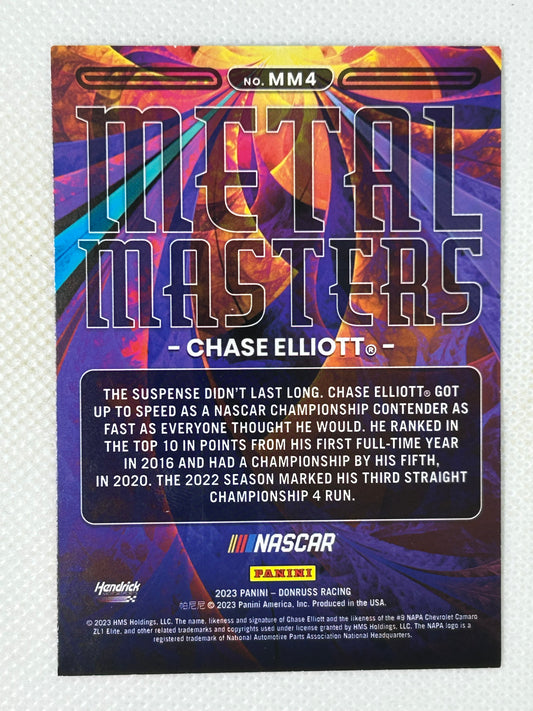 NO. MM4
METAL
MASTERS
- CHASE ELLIOTT® -
THE SUSPENSE DIDN'T LAST LONG. CHASE ELLIOTT® GOT
UP TO SPEED AS A NASCAR CHAMPIONSHIP CONTENDER AS
FAST AS EVERYONE THOUGHT HE WOULD. HE RANKED IN
THE TOP 10 IN POINTS FROM HIS FIRST FULL-TIME YEAR
IN 2016 AND HAD A CHAMPIONSHIP BY HIS FIFTH,
IN 2020. THE 2022 SEASON MARKED HIS THIRD STRAIGHT
CHAMPIONSHIP 4 RUN.
NASCAR
PANINI
Hendrick
2023 PANINI – DONRUSS RACING
帕尼尼 © 2023 Panini America, Inc. Produced in the USA.
© 2023 HMS Holdings, LLC. The name, likeness and signature of Chase Elliott and the likeness of the #9 NAPA Chevrolet Camaro
ZL1 Elite, and other related trademarks and copyrights used under license granted by HMS Holdings, LLC. The NAPA logo is a
registered trademark of National Automotive Parts Association National Headquarters.